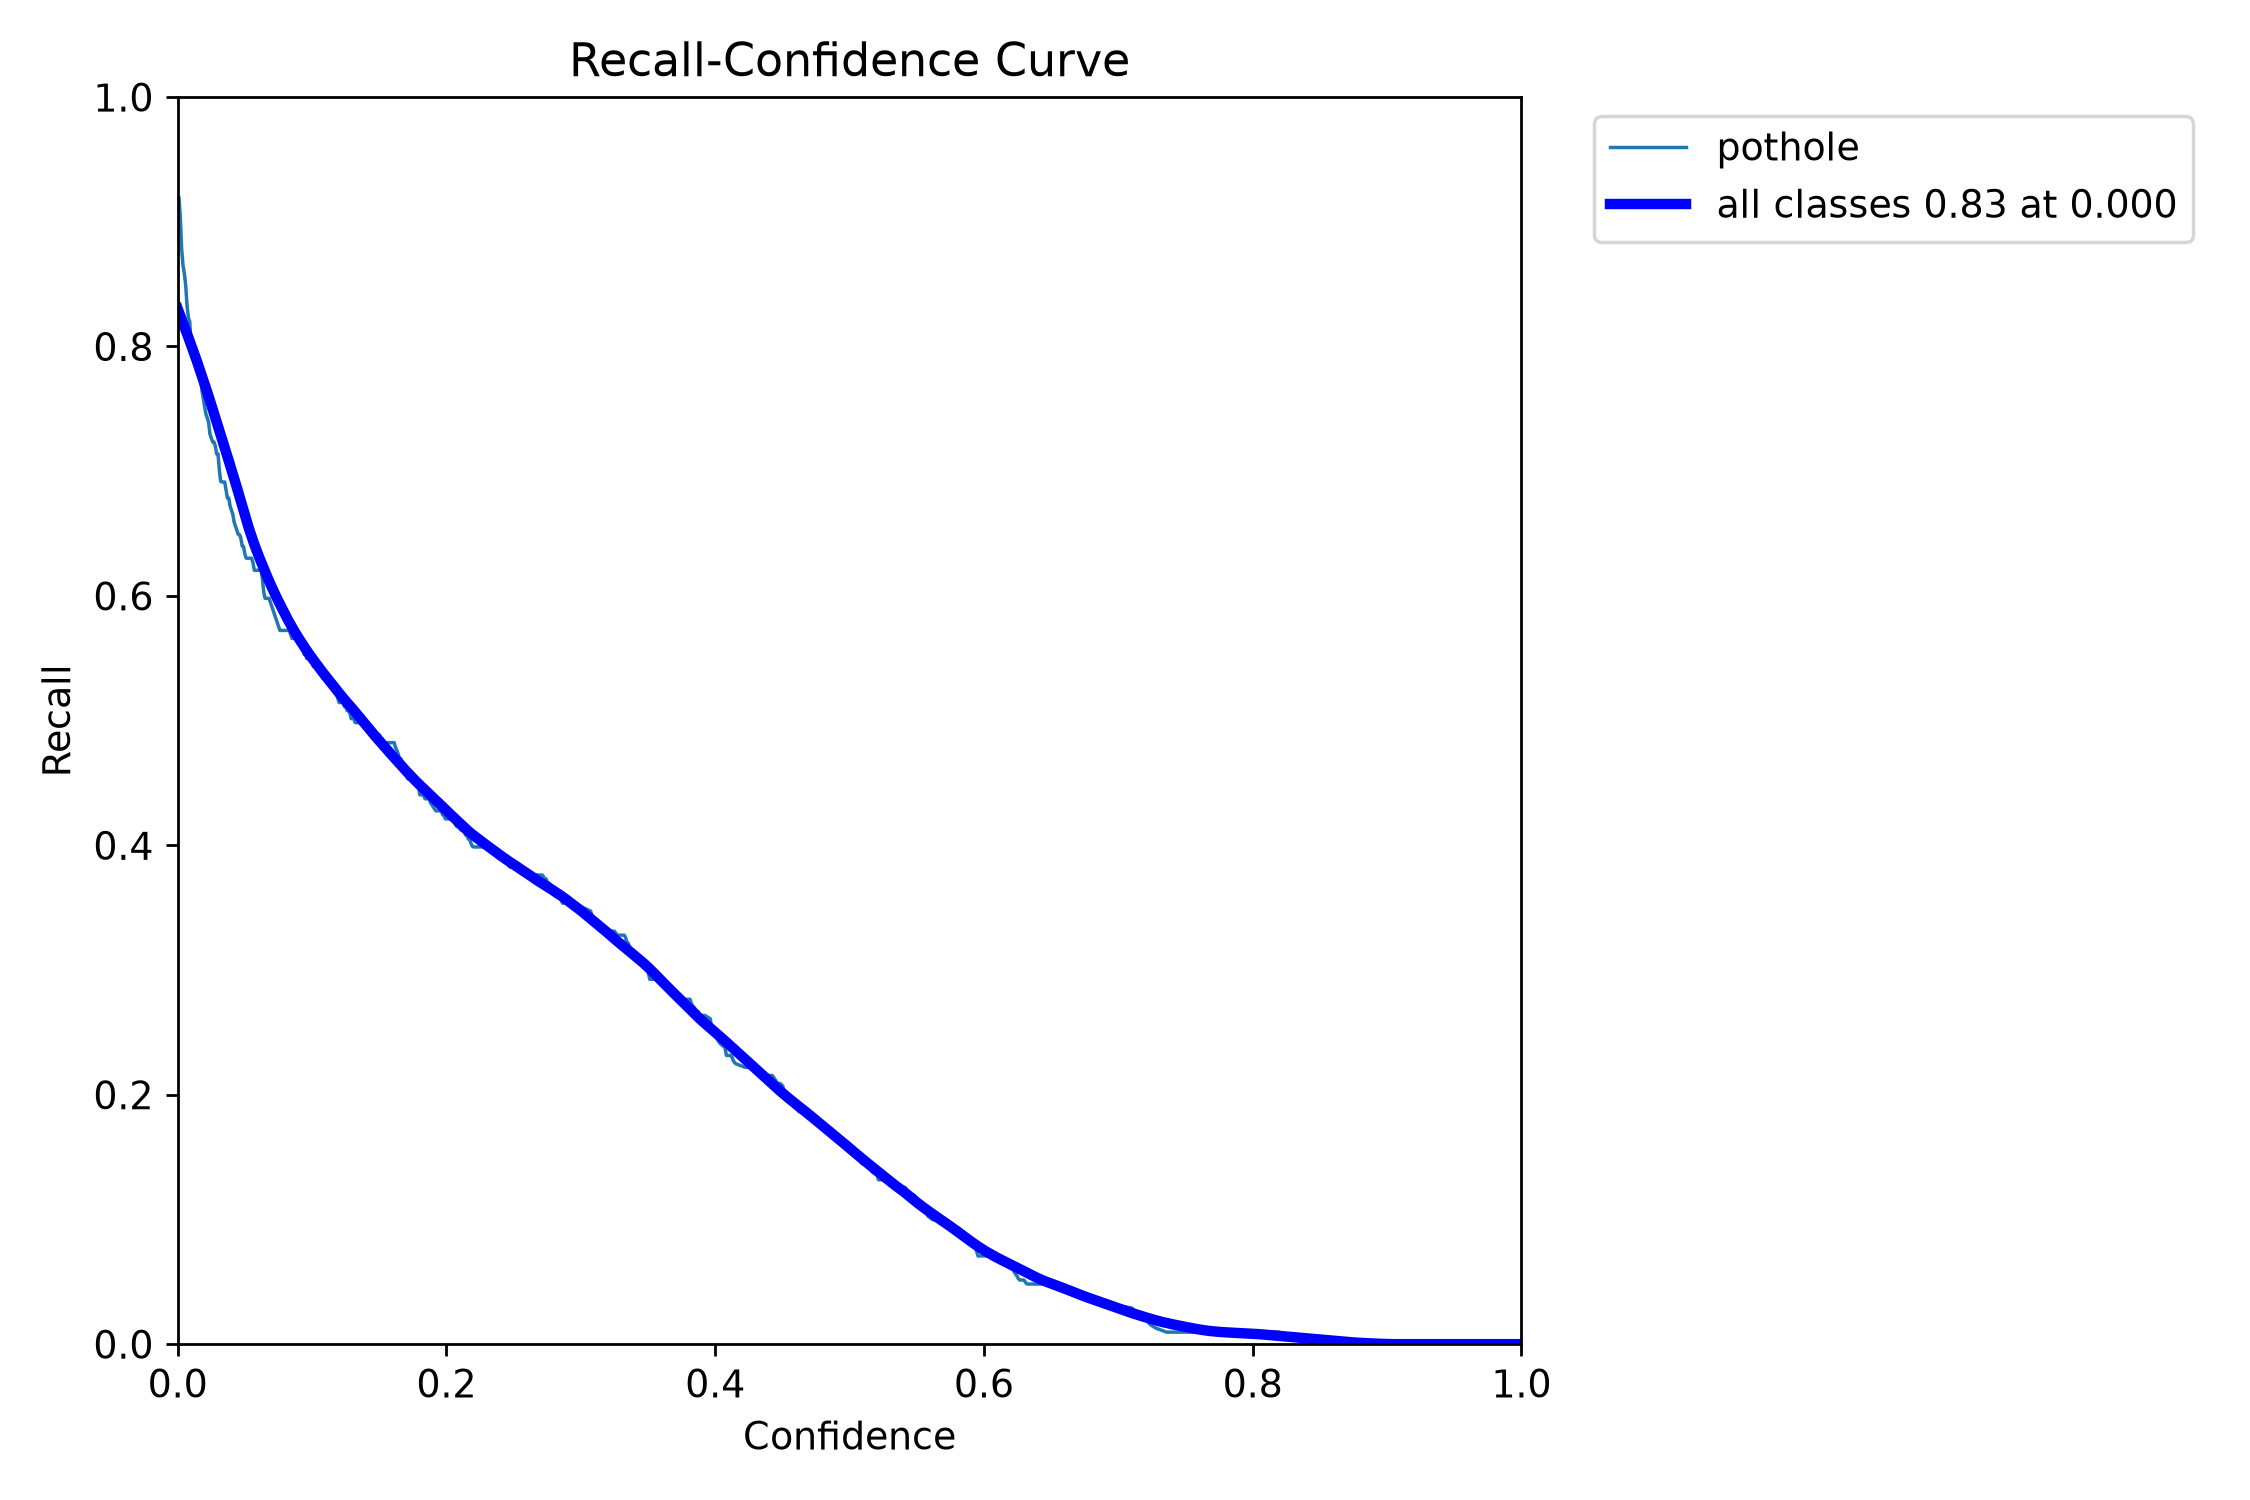 Recall-Confidence Curve
1.0
0.8
0.6
0.4
0.2
0.0
Recall
0.0 0.2 0.4 0.6 0.8 1.0
Confidence
pothole
all classes 0.83 at 0.000